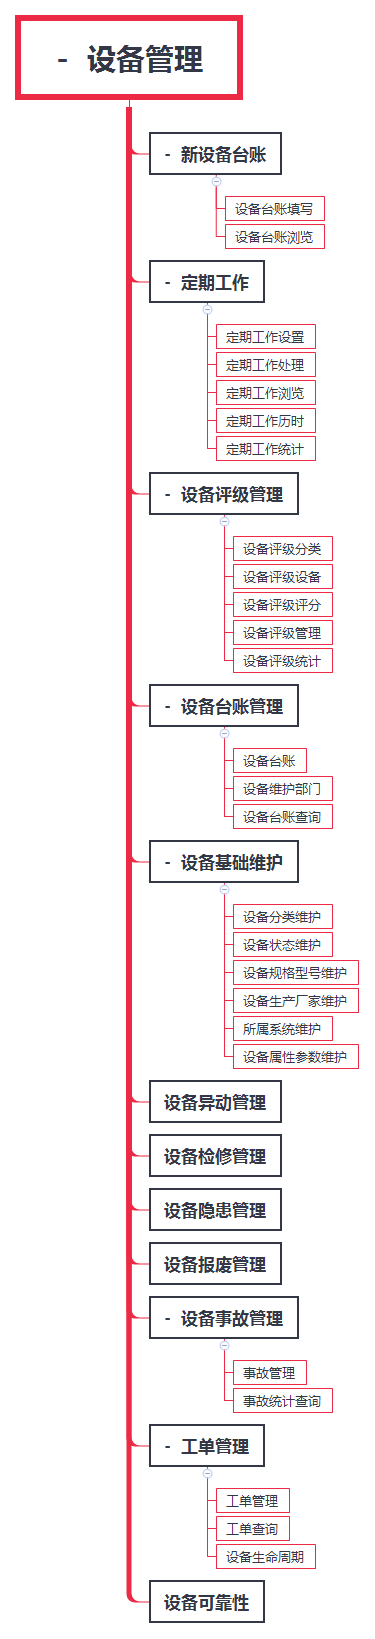 - 设备管理
- 新设备台账
设备台账填写
设备台账浏览
- 定期工作
定期工作设置
定期工作处理
定期工作浏览
定期工作历时
定期工作统计
- 设备评级管理
设备评级分类
设备评级设备
设备评级评分
设备评级管理
设备评级统计
- 设备台账管理
设备台账
设备维护部门
设备台账查询
- 设备基础维护
设备分类维护
设备状态维护
设备规格型号维护
设备生产厂家维护
所属系统维护
设备属性参数维护
设备异动管理
设备检修管理
设备隐患管理
设备报废管理
- 设备事故管理
事故管理
事故统计查询
- 工单管理
工单管理
工单查询
设备生命周期
设备可靠性